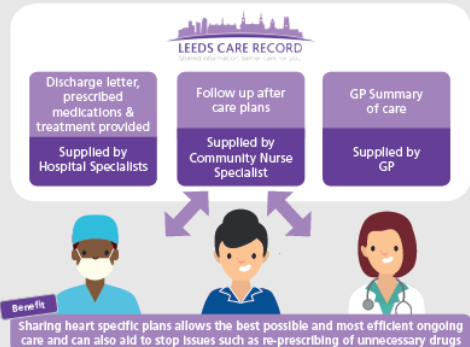 LEEDS CARE RECORD
Shared information, better care for you
Discharge letter,
prescribed
medications &
treatment provided
Supplied by
Hospital Specialists
Follow up after
care plans
Supplied by
Community Nurse
Specialist
GP Summary
of care
Supplied by
GP
Benefit
Sharing heart specific plans allows the best possible and most efficient ongoing
care and can also aid to stop issues such as re-prescribing of unnecessary drugs